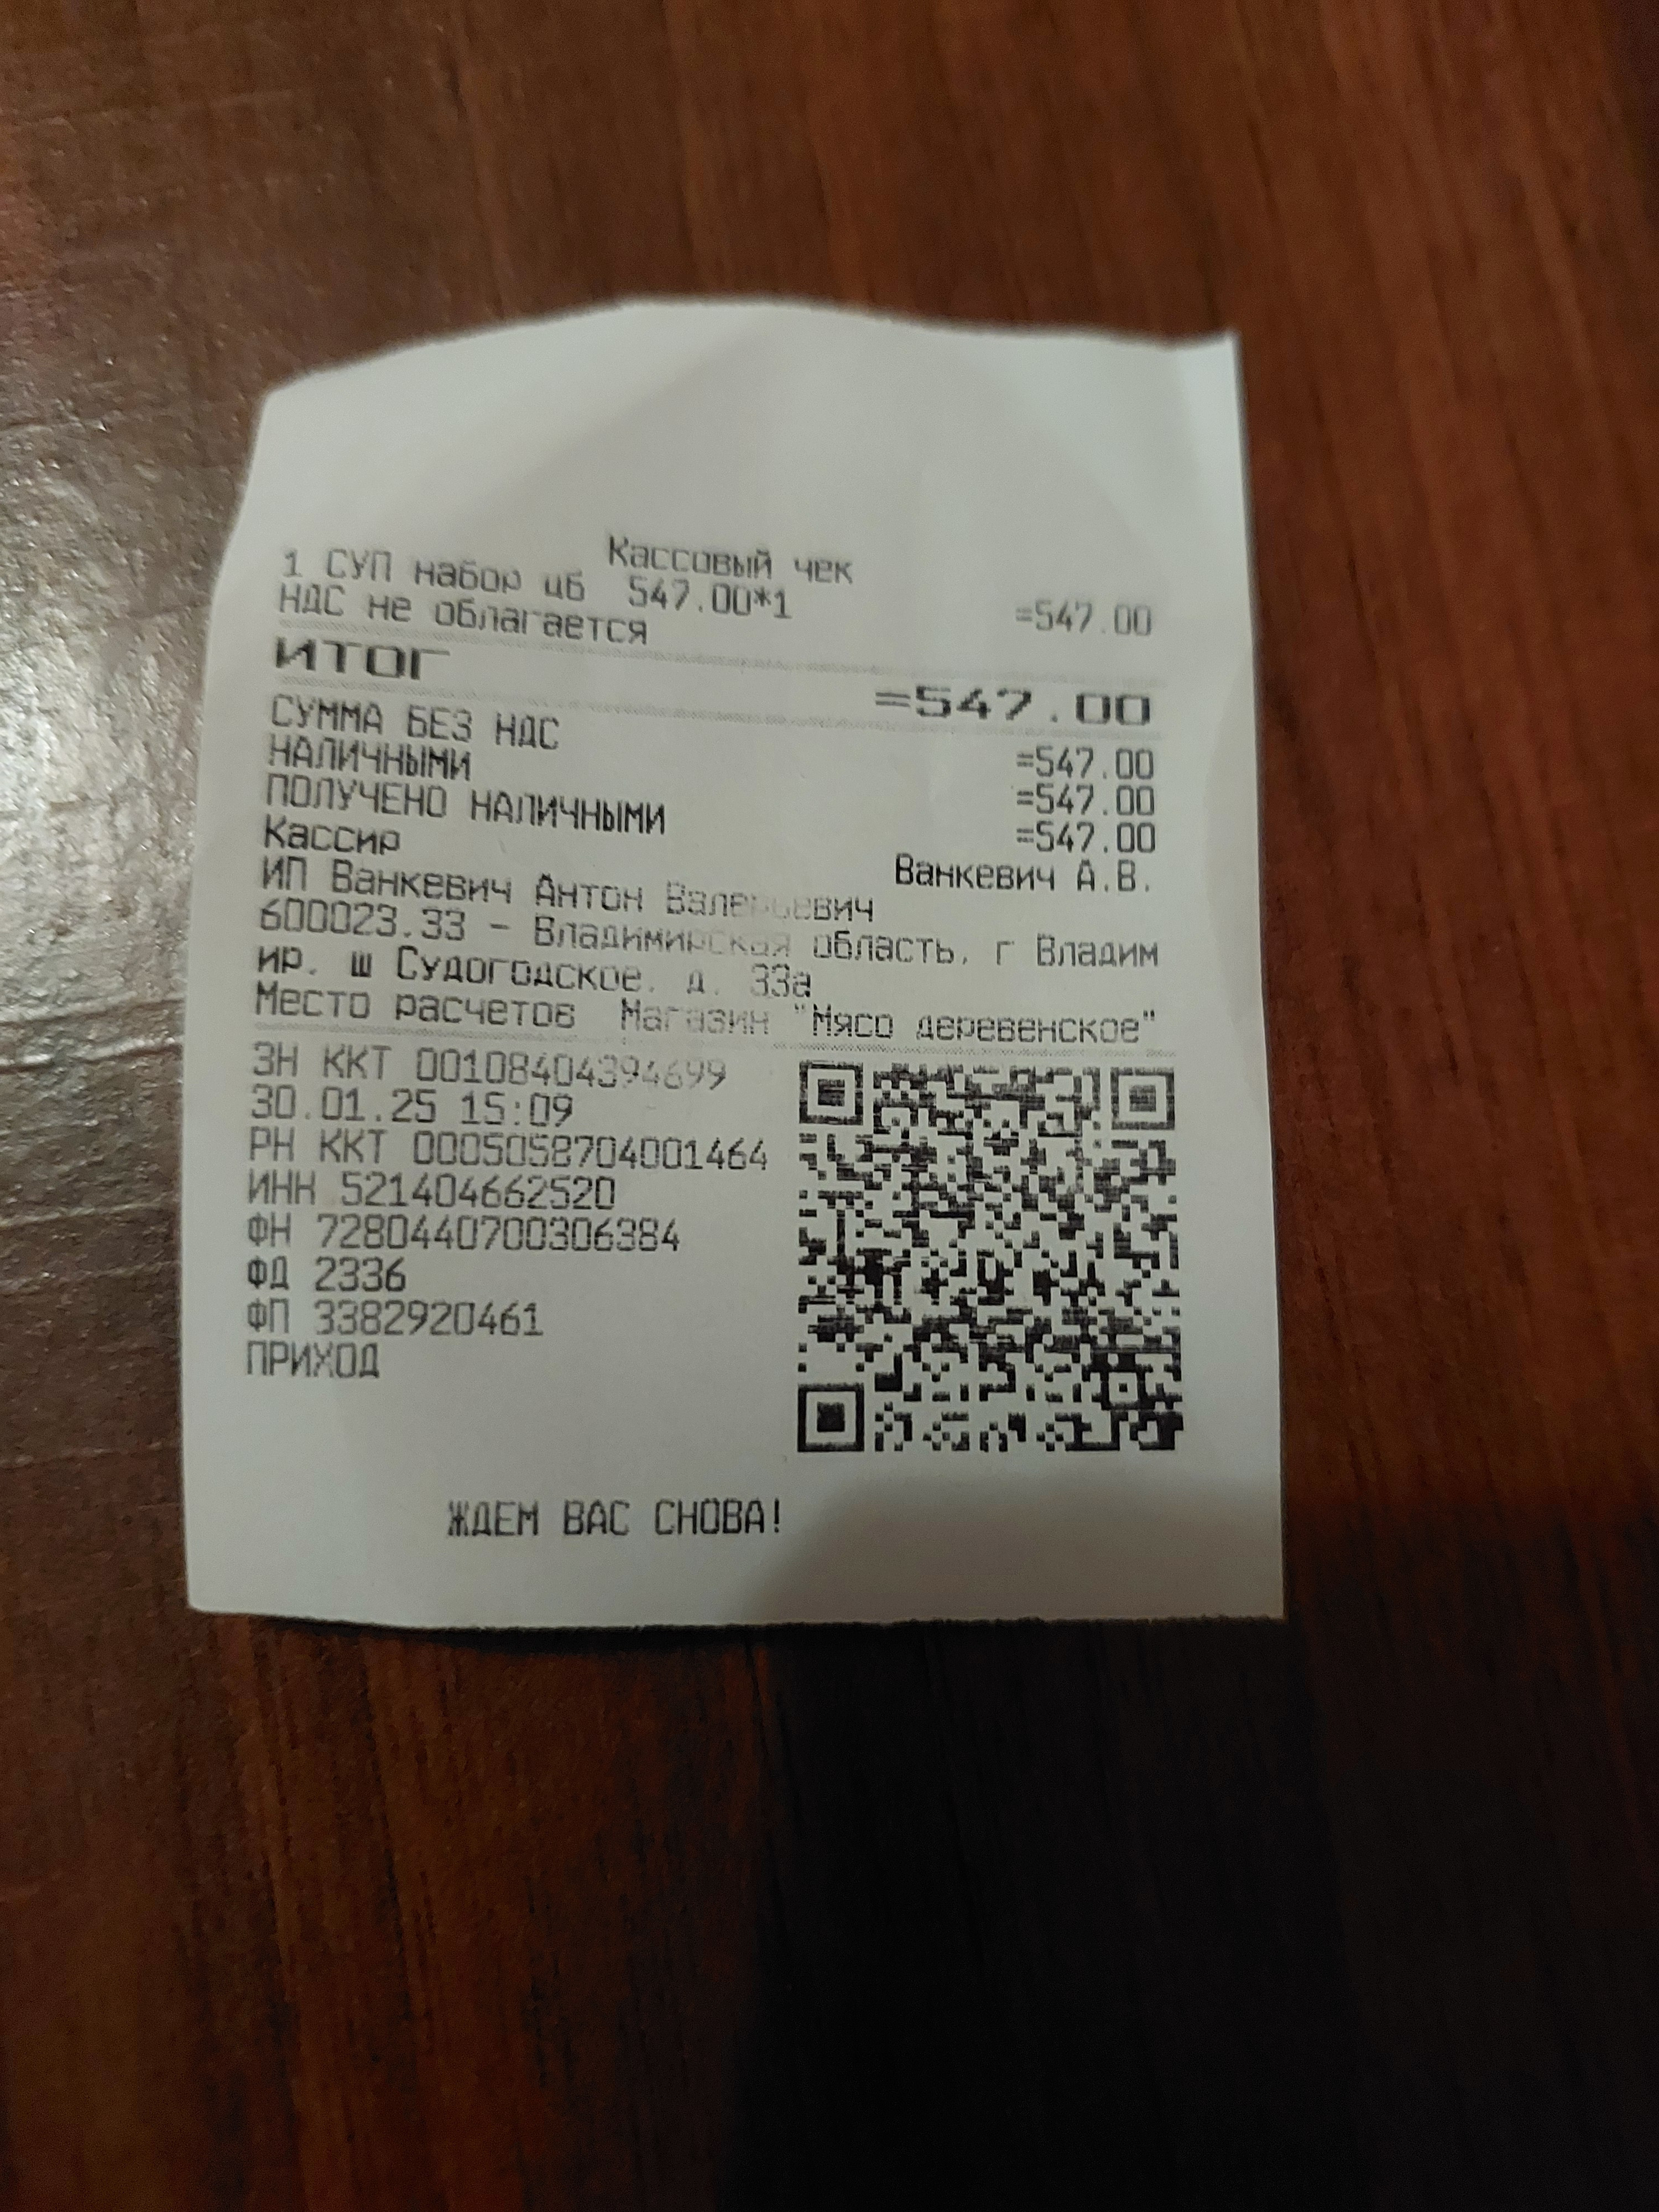 Кассовый чек
1 СУП набор цб 547.00*1 =547.00
НДС не облагается
ИТОГ =547.00
СУММА БЕЗ НДС =547.00
НАЛИЧНЫМИ =547.00
ПОЛУЧЕНО НАЛИЧНЫМИ =547.00
Кассир Ванкевич А.В.
ИП Ванкевич Антон Валерьевич
600023.33 - Владимирская область, г Владим
ир. ш Судогодское. д. 33а
Место расчетов Магазин "Мясо деревенское"
ЗН ККТ 00108404394699
30.01.25 15:09
РН ККТ 0005058704001464
ИНН 521404662520
ФН 7280440700306384
ФД 2336
ФП 3382920461
ПРИХОД
ЖДЕМ ВАС СНОВА!